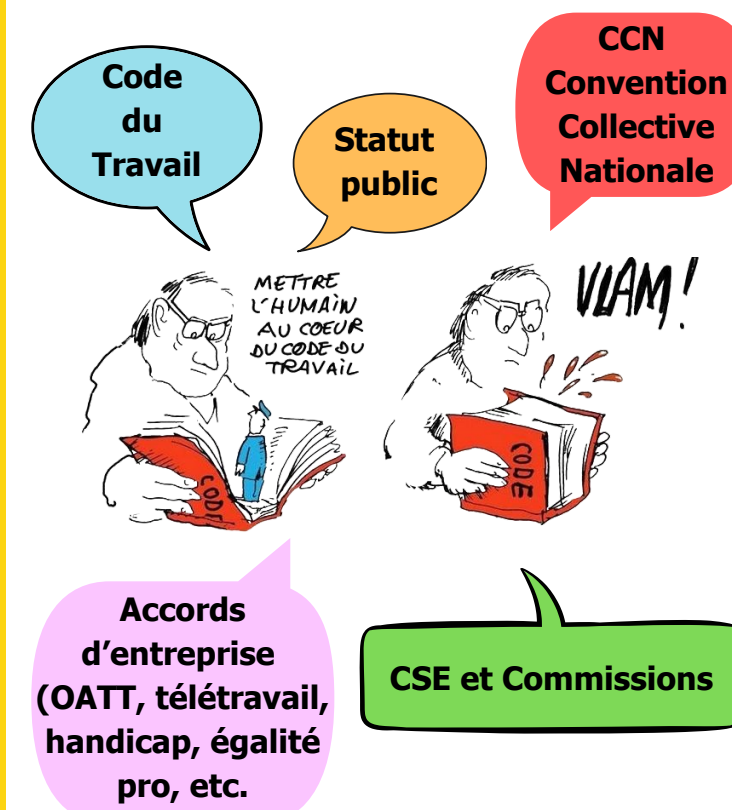 Code
du
Travail
Statut
public
CCN
Convention
Collective
Nationale
METTRE
L'HUMAIN
AU COEUR
DU CODE DU
TRAVAIL
VLAM!
CODE
CODE
Accords
d’entreprise
(OATT, télétravail,
handicap, égalité
pro, etc.
CSE et Commissions